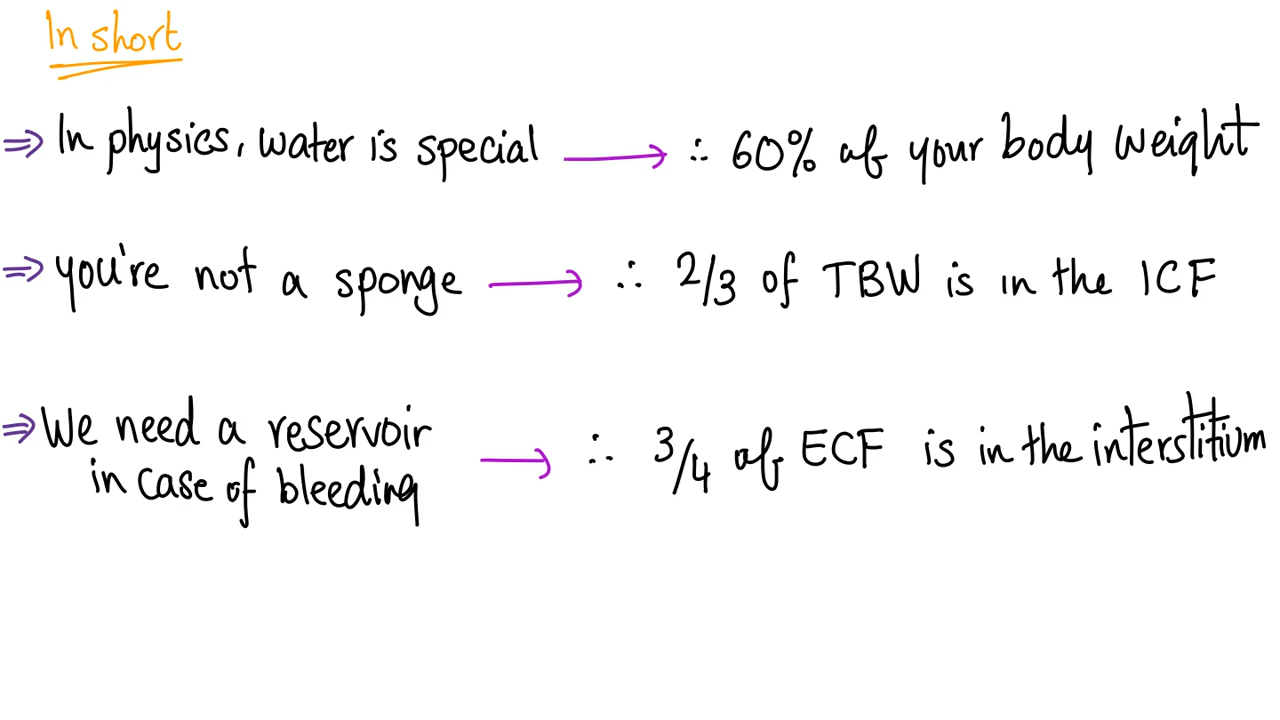 In short
⇒ In physics, water is special → ∴ 60% of your body weight
⇒ you're not a sponge → ∴ 2/3 of TBW is in the ICF
⇒ We need a reservoir
in case of bleeding → ∴ 3/4 of ECF is in the interstitium